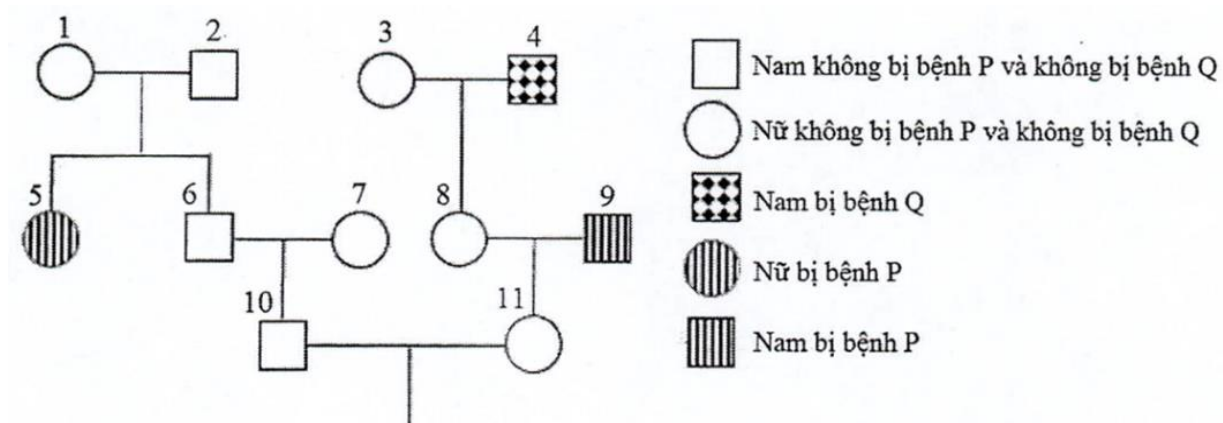 1 2 3 4
Nam không bị bệnh P và không bị bệnh Q
Nữ không bị bệnh P và không bị bệnh Q
5 6 7 8 9
Nam bị bệnh Q
Nữ bị bệnh P
10 11
Nam bị bệnh P